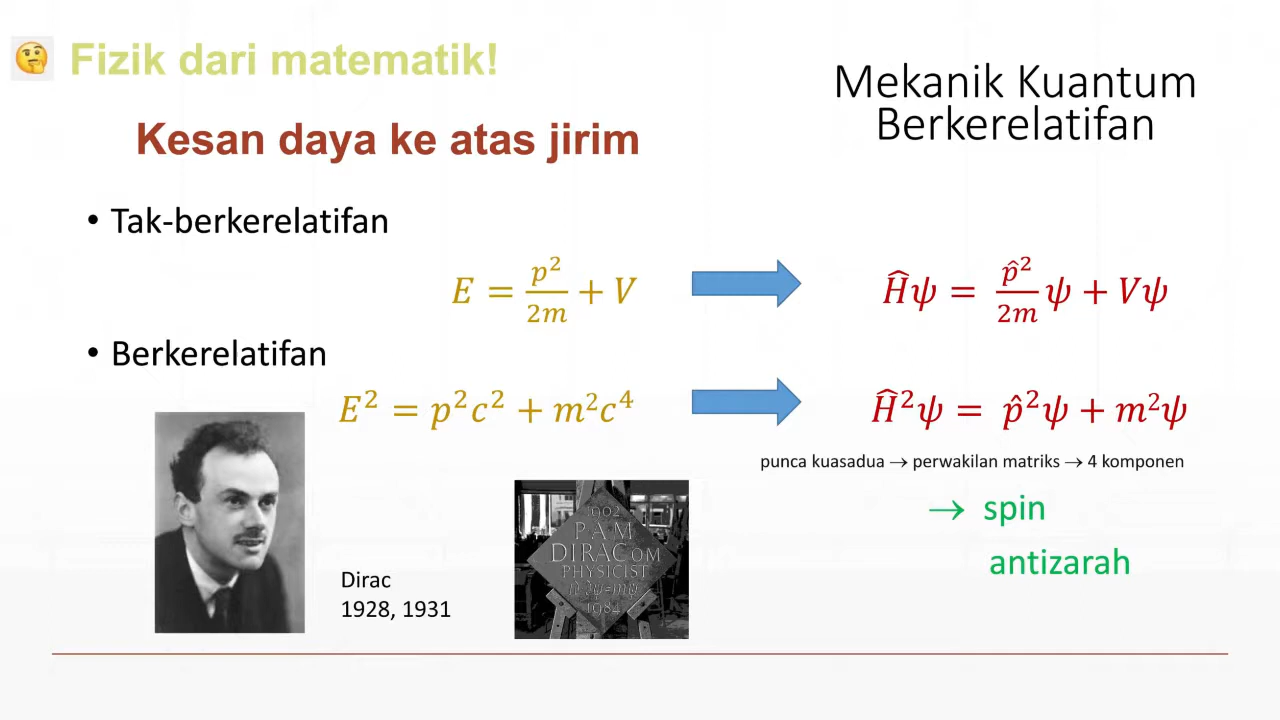 Fizik dari matematik!
Mekanik Kuantum
Berkerelatifan
Kesan daya ke atas jirim
• Tak-berkerelatifan
E = p²/2m + V
Ĥψ = p̂²/2m ψ + Vψ
• Berkerelatifan
E² = p²c² + m²c⁴
Ĥ²ψ = p̂²ψ + m²ψ
punca kuasadua → perwakilan matriks → 4 komponen
→ spin
antizarah
Dirac
1928, 1931
1902
P A M
DIRAC OM
PHYSICIST
1984